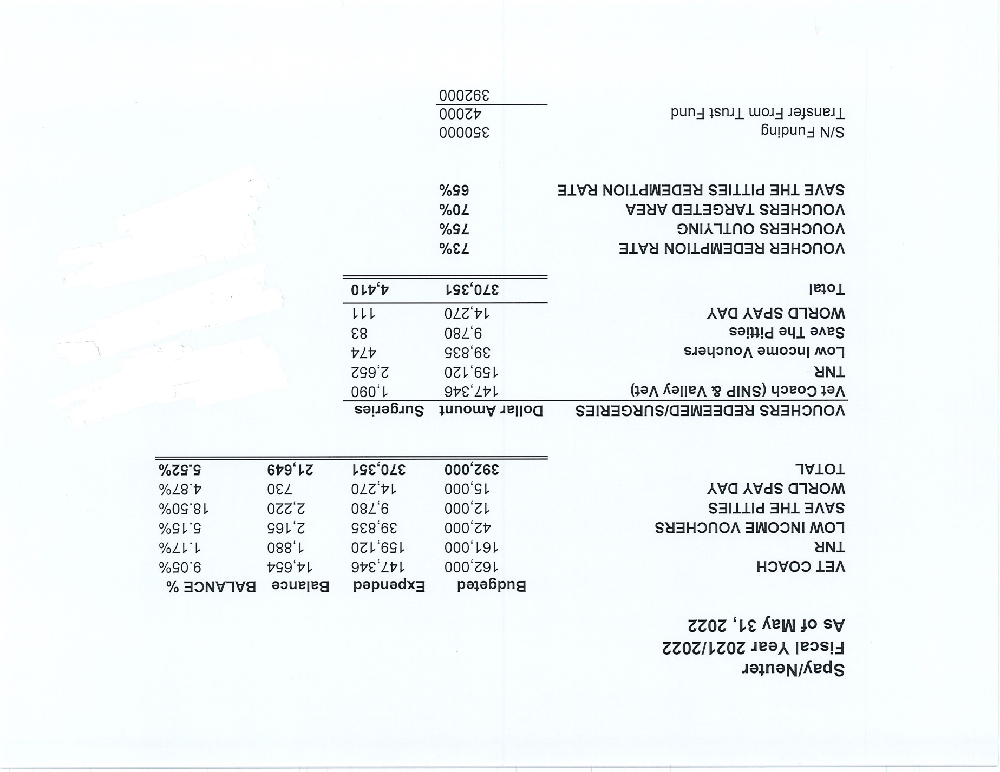 Spay/Neuter
Fiscal Year 2021/2022
As of May 31, 2022
Budgeted Expended Balance BALANCE %
VET COACH 162,000 147,346 14,654 9.05%
TNR 161,000 159,120 1,880 1.17%
LOW INCOME VOUCHERS 42,000 39,835 2,165 5.15%
SAVE THE PITTIES 12,000 9,780 2,220 18.50%
WORLD SPAY DAY 15,000 14,270 730 4.87%
TOTAL 392,000 370,351 21,649 5.52%
VOUCHERS REDEEMED/SURGERIES Dollar Amount Surgeries
Vet Coach (SNIP & Valley Vet) 147,346 1,090
TNR 159,120 2,652
Low Income Vouchers 39,835 474
Save The Pitties 9,780 83
WORLD SPAY DAY 14,270 111
Total 370,351 4,410
VOUCHER REDEMPTION RATE 73%
VOUCHERS OUTLYING 75%
VOUCHERS TARGETED AREA 70%
SAVE THE PITTIES REDEMPTION RATE 65%
S/N Funding 350000
Transfer From Trust Fund 42000
392000